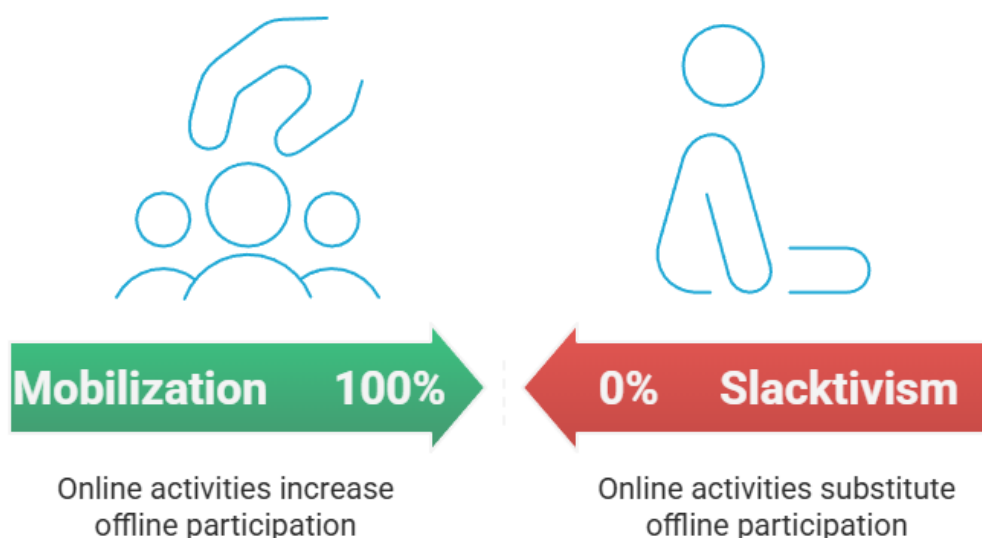 Mobilization 100%
0% Slacktivism
Online activities increase
offline participation
Online activities substitute
offline participation